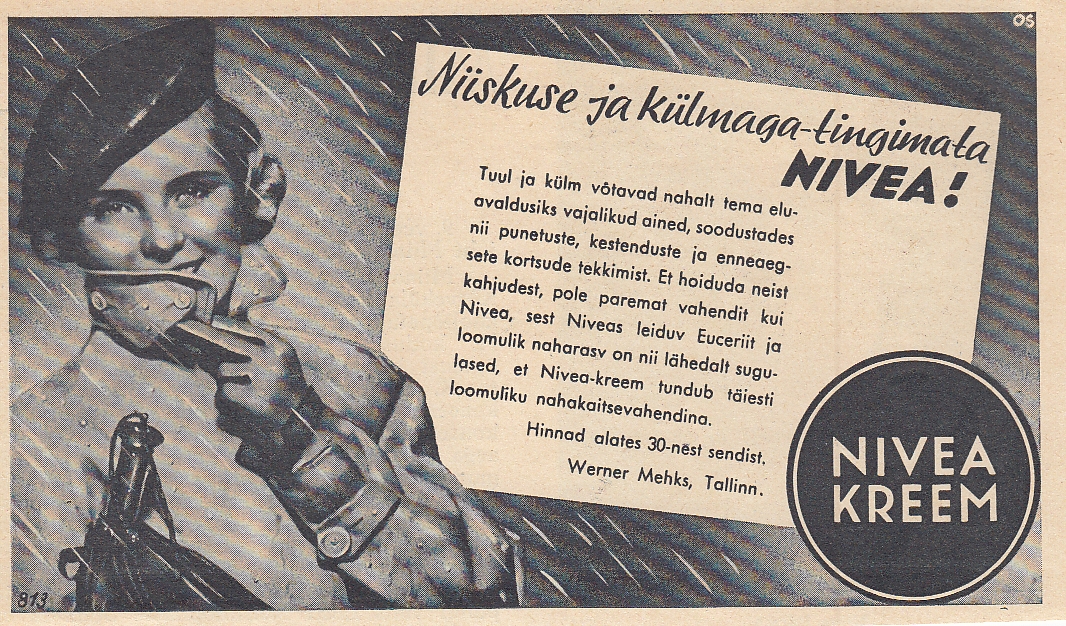 OS
Niiskuse ja külmaga-tingimata
NIVEA!
Tuul ja külm võtavad nahalt tema elu-
avaldusiks vajalikud ained, soodustades
nii punetuste, kestenduste ja enneaeg-
sete kortsude tekkimist. Et hoiduda neist
kahjudest, pole paremat vahendit kui
Nivea, sest Niveas leiduv Euceriit ja
loomulik naharasv on nii lähedalt sugu-
lased, et Nivea-kreem tundub täiesti
loomuliku nahakaitsevahendina.
Hinnad alates 30-nest sendist.
Werner Mehks, Tallinn.
NIVEA
KREEM
813